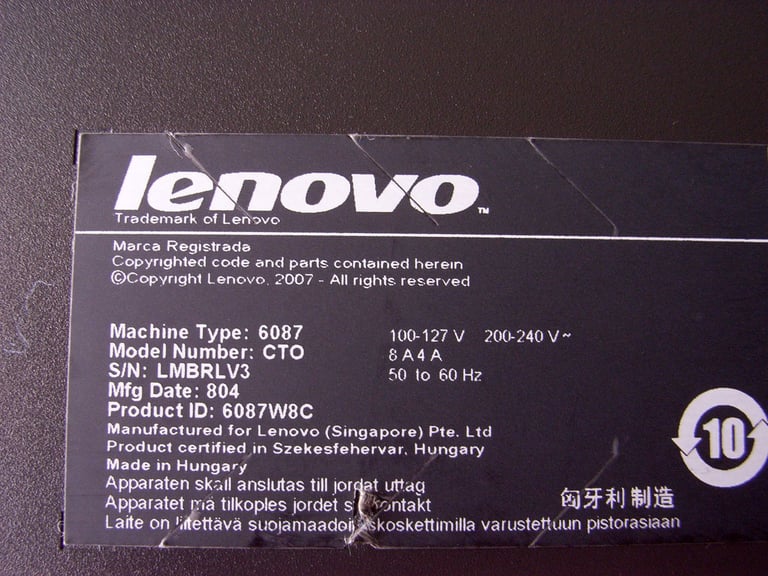 lenovo™
Trademark of Lenovo
Marca Registrada
Copyrighted code and parts contained herein
©Copyright Lenovo, 2007 - All rights reserved
Machine Type: 6087
100-127 V 200-240 V~
Model Number: CTO
8 A 4 A
S/N: LMBRLV3
50 to 60 Hz
Mfg Date: 804
Product ID: 6087W8C
Manufactured for Lenovo (Singapore) Pte. Ltd
Product certified in Szekesfehervar, Hungary
Made in Hungary
10
Apparaten skall anslutas till jordat uttag
Apparatet må tilkoples jordet
匈牙利制造
Laite on liitettävä varustettuun pistorasiaan